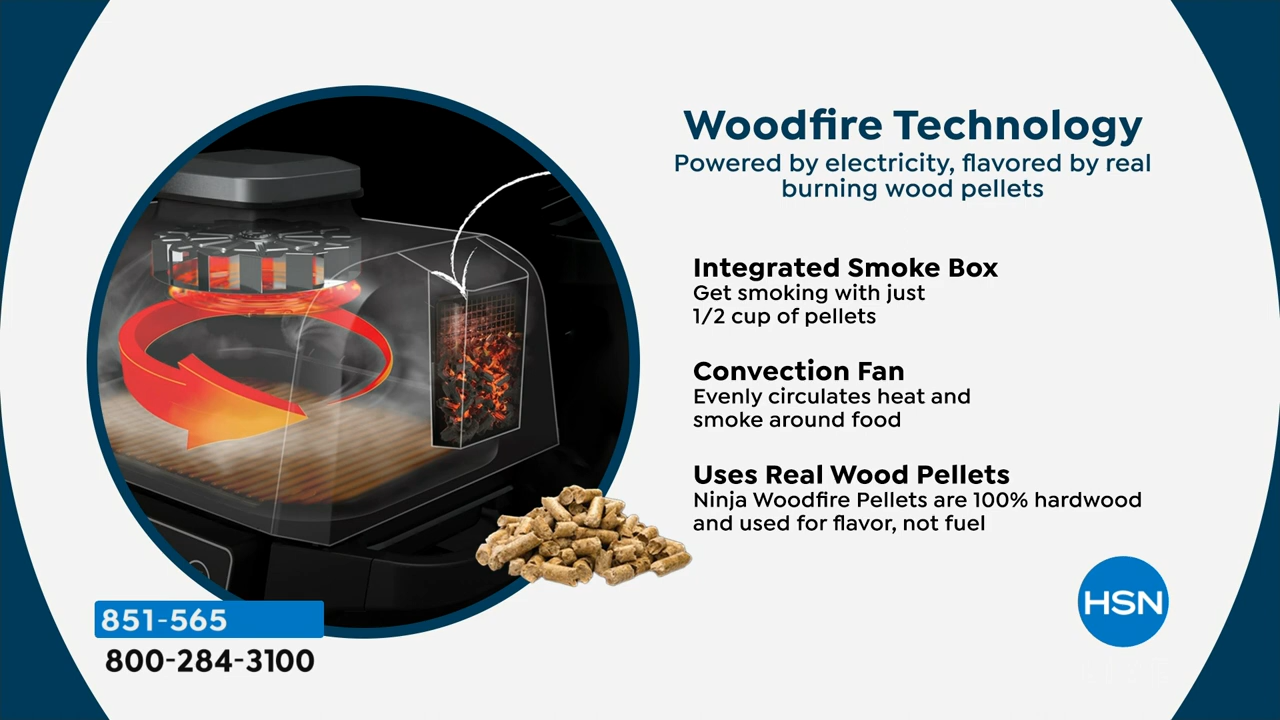 Woodfire Technology
Powered by electricity, flavored by real
burning wood pellets
Integrated Smoke Box
Get smoking with just
1/2 cup of pellets
Convection Fan
Evenly circulates heat and
smoke around food
Uses Real Wood Pellets
Ninja Woodfire Pellets are 100% hardwood
and used for flavor, not fuel
HSN
851-565
800-284-3100